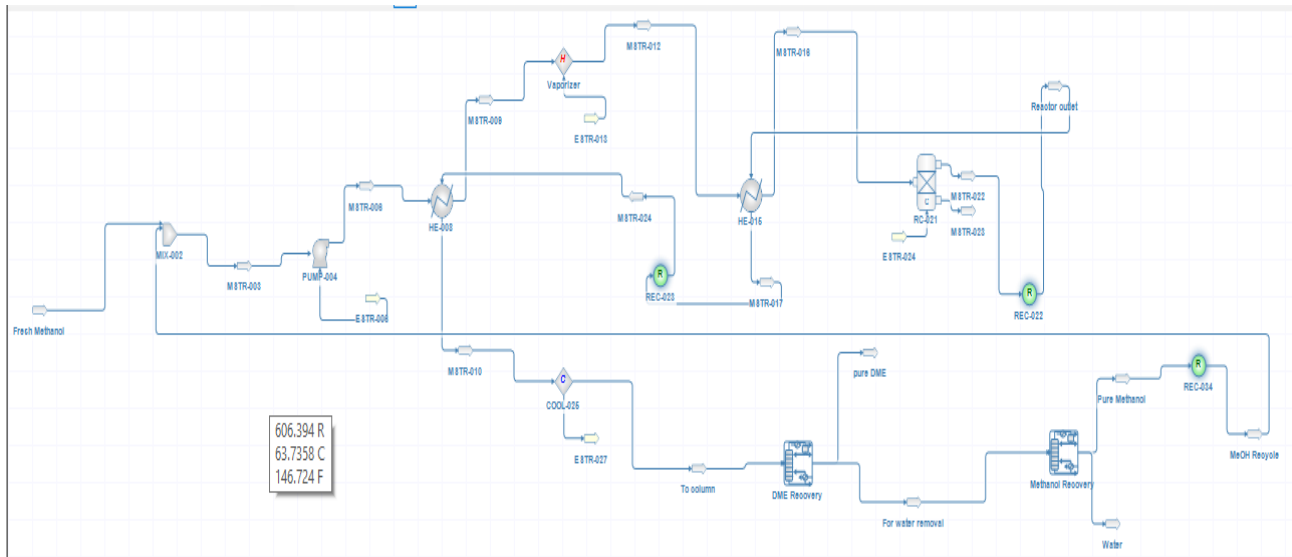 MSTR-012
MSTR-016
H
Vaporizer
MSTR-009
Reactor outlet
ESTR-013
MSTR-008
MSTR-022
MSTR-024
HE-008
HE-015
C
RC-021
MSTR-023
MIX-002
ESTR-024
PUMP-004
MSTR-003
R
REC-023
MSTR-017
R
REC-022
ESTR-006
Fresh Methanol
MSTR-010
pure DME
R
REC-034
C
COOL-025
Pure Methanol
606.394 R
63.7358 C
146.724 F
ESTR-027
MeOH Recycle
To column
DME Recovery
Methanol Recovery
For water removal
Water